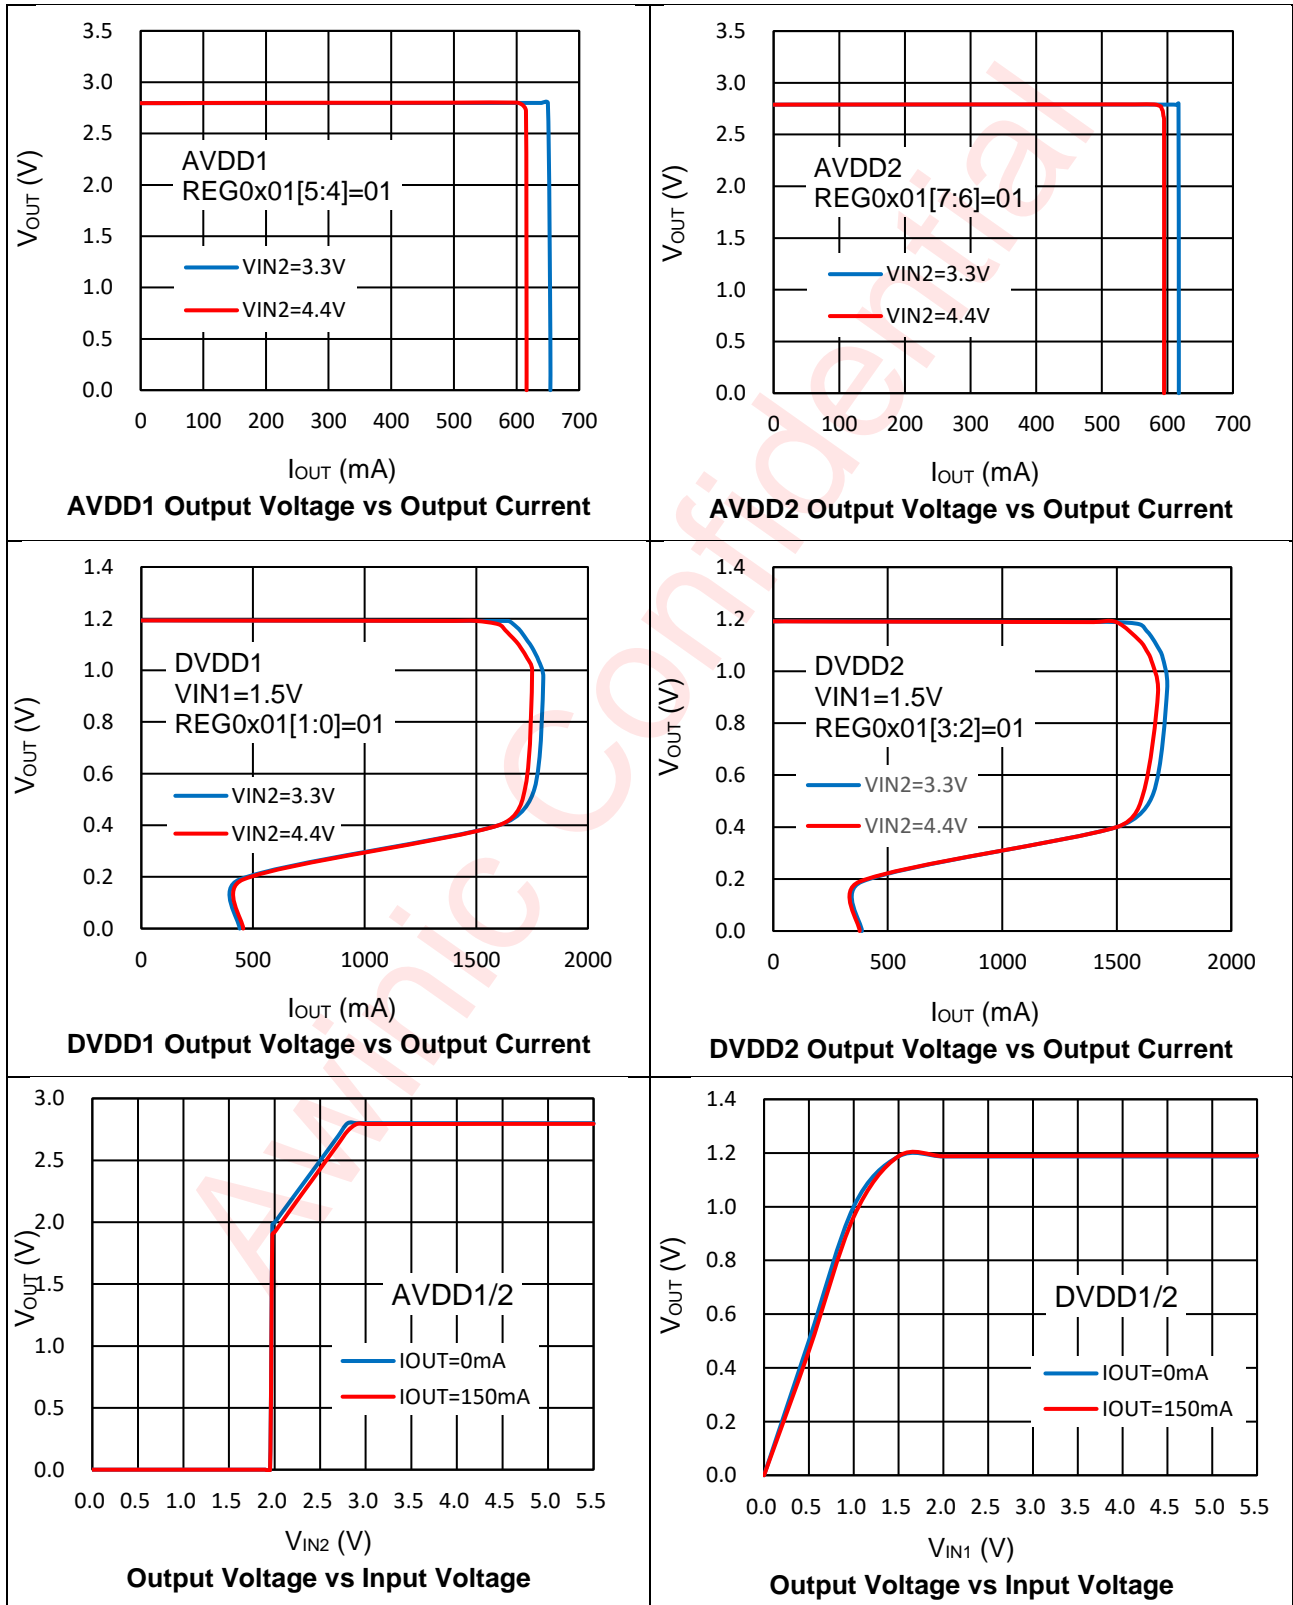 3.5
3.0
2.5
2.0
1.5
1.0
0.5
0.0
VOUT (V)
AVDD1
REG0x01[5:4]=01
VIN2=3.3V
VIN2=4.4V
0 100 200 300 400 500 600 700
IOUT (mA)
AVDD1 Output Voltage vs Output Current
3.5
3.0
2.5
2.0
1.5
1.0
0.5
0.0
VOUT (V)
AVDD2
REG0x01[7:6]=01
VIN2=3.3V
VIN2=4.4V
0 100 200 300 400 500 600 700
IOUT (mA)
AVDD2 Output Voltage vs Output Current
1.4
1.2
1.0
0.8
0.6
0.4
0.2
0.0
VOUT (V)
DVDD1
VIN1=1.5V
REG0x01[1:0]=01
VIN2=3.3V
VIN2=4.4V
0 500 1000 1500 2000
IOUT (mA)
DVDD1 Output Voltage vs Output Current
1.4
1.2
1.0
0.8
0.6
0.4
0.2
0.0
VOUT (V)
DVDD2
VIN1=1.5V
REG0x01[3:2]=01
VIN2=3.3V
VIN2=4.4V
0 500 1000 1500 2000
IOUT (mA)
DVDD2 Output Voltage vs Output Current
3.0
2.5
2.0
1.5
1.0
0.5
0.0
VOUT (V)
AVDD1/2
IOUT=0mA
IOUT=150mA
0.0 0.5 1.0 1.5 2.0 2.5 3.0 3.5 4.0 4.5 5.0 5.5
VIN2 (V)
Output Voltage vs Input Voltage
1.4
1.2
1.0
0.8
0.6
0.4
0.2
0.0
VOUT (V)
DVDD1/2
IOUT=0mA
IOUT=150mA
0.0 0.5 1.0 1.5 2.0 2.5 3.0 3.5 4.0 4.5 5.0 5.5
VIN1 (V)
Output Voltage vs Input Voltage
Awinic Confidential